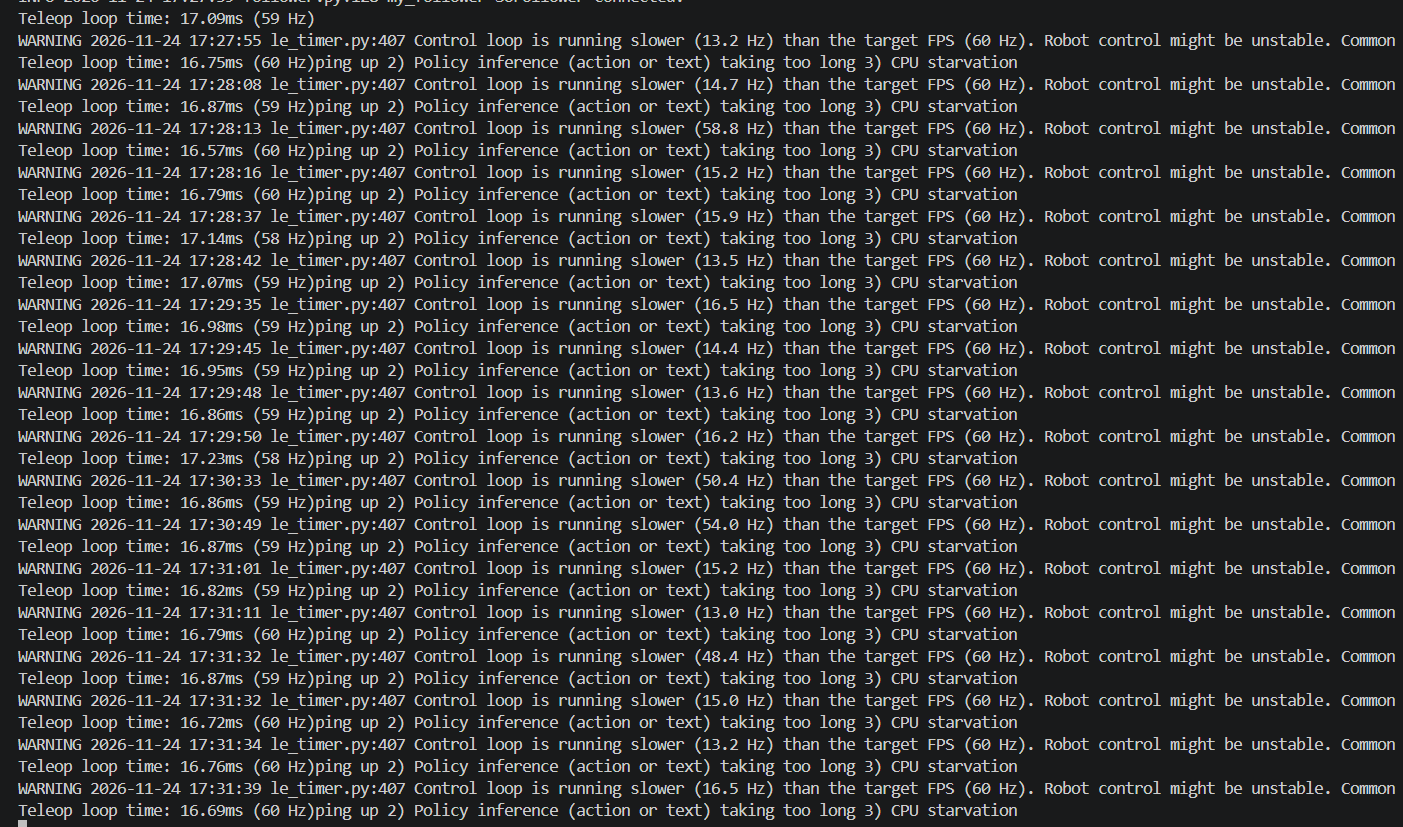 Teleop loop time: 17.09ms (59 Hz)
WARNING 2026-11-24 17:27:55 le_timer.py:407 Control loop is running slower (13.2 Hz) than the target FPS (60 Hz). Robot control might be unstable. Common
Teleop loop time: 16.75ms (60 Hz)ping up 2) Policy inference (action or text) taking too long 3) CPU starvation
WARNING 2026-11-24 17:28:08 le_timer.py:407 Control loop is running slower (14.7 Hz) than the target FPS (60 Hz). Robot control might be unstable. Common
Teleop loop time: 16.87ms (59 Hz)ping up 2) Policy inference (action or text) taking too long 3) CPU starvation
WARNING 2026-11-24 17:28:13 le_timer.py:407 Control loop is running slower (58.8 Hz) than the target FPS (60 Hz). Robot control might be unstable. Common
Teleop loop time: 16.57ms (60 Hz)ping up 2) Policy inference (action or text) taking too long 3) CPU starvation
WARNING 2026-11-24 17:28:16 le_timer.py:407 Control loop is running slower (15.2 Hz) than the target FPS (60 Hz). Robot control might be unstable. Common
Teleop loop time: 16.79ms (60 Hz)ping up 2) Policy inference (action or text) taking too long 3) CPU starvation
WARNING 2026-11-24 17:28:37 le_timer.py:407 Control loop is running slower (15.9 Hz) than the target FPS (60 Hz). Robot control might be unstable. Common
Teleop loop time: 17.14ms (58 Hz)ping up 2) Policy inference (action or text) taking too long 3) CPU starvation
WARNING 2026-11-24 17:28:42 le_timer.py:407 Control loop is running slower (13.5 Hz) than the target FPS (60 Hz). Robot control might be unstable. Common
Teleop loop time: 17.07ms (59 Hz)ping up 2) Policy inference (action or text) taking too long 3) CPU starvation
WARNING 2026-11-24 17:29:35 le_timer.py:407 Control loop is running slower (16.5 Hz) than the target FPS (60 Hz). Robot control might be unstable. Common
Teleop loop time: 16.98ms (59 Hz)ping up 2) Policy inference (action or text) taking too long 3) CPU starvation
WARNING 2026-11-24 17:29:45 le_timer.py:407 Control loop is running slower (14.4 Hz) than the target FPS (60 Hz). Robot control might be unstable. Common
Teleop loop time: 16.95ms (59 Hz)ping up 2) Policy inference (action or text) taking too long 3) CPU starvation
WARNING 2026-11-24 17:29:48 le_timer.py:407 Control loop is running slower (13.6 Hz) than the target FPS (60 Hz). Robot control might be unstable. Common
Teleop loop time: 16.86ms (59 Hz)ping up 2) Policy inference (action or text) taking too long 3) CPU starvation
WARNING 2026-11-24 17:29:50 le_timer.py:407 Control loop is running slower (16.2 Hz) than the target FPS (60 Hz). Robot control might be unstable. Common
Teleop loop time: 17.23ms (58 Hz)ping up 2) Policy inference (action or text) taking too long 3) CPU starvation
WARNING 2026-11-24 17:30:33 le_timer.py:407 Control loop is running slower (50.4 Hz) than the target FPS (60 Hz). Robot control might be unstable. Common
Teleop loop time: 16.86ms (59 Hz)ping up 2) Policy inference (action or text) taking too long 3) CPU starvation
WARNING 2026-11-24 17:30:49 le_timer.py:407 Control loop is running slower (54.0 Hz) than the target FPS (60 Hz). Robot control might be unstable. Common
Teleop loop time: 16.87ms (59 Hz)ping up 2) Policy inference (action or text) taking too long 3) CPU starvation
WARNING 2026-11-24 17:31:01 le_timer.py:407 Control loop is running slower (15.2 Hz) than the target FPS (60 Hz). Robot control might be unstable. Common
Teleop loop time: 16.82ms (59 Hz)ping up 2) Policy inference (action or text) taking too long 3) CPU starvation
WARNING 2026-11-24 17:31:11 le_timer.py:407 Control loop is running slower (13.0 Hz) than the target FPS (60 Hz). Robot control might be unstable. Common
Teleop loop time: 16.79ms (60 Hz)ping up 2) Policy inference (action or text) taking too long 3) CPU starvation
WARNING 2026-11-24 17:31:32 le_timer.py:407 Control loop is running slower (48.4 Hz) than the target FPS (60 Hz). Robot control might be unstable. Common
Teleop loop time: 16.87ms (59 Hz)ping up 2) Policy inference (action or text) taking too long 3) CPU starvation
WARNING 2026-11-24 17:31:32 le_timer.py:407 Control loop is running slower (15.0 Hz) than the target FPS (60 Hz). Robot control might be unstable. Common
Teleop loop time: 16.72ms (60 Hz)ping up 2) Policy inference (action or text) taking too long 3) CPU starvation
WARNING 2026-11-24 17:31:34 le_timer.py:407 Control loop is running slower (13.2 Hz) than the target FPS (60 Hz). Robot control might be unstable. Common
Teleop loop time: 16.76ms (60 Hz)ping up 2) Policy inference (action or text) taking too long 3) CPU starvation
WARNING 2026-11-24 17:31:39 le_timer.py:407 Control loop is running slower (16.5 Hz) than the target FPS (60 Hz). Robot control might be unstable. Common
Teleop loop time: 16.69ms (60 Hz)ping up 2) Policy inference (action or text) taking too long 3) CPU starvation